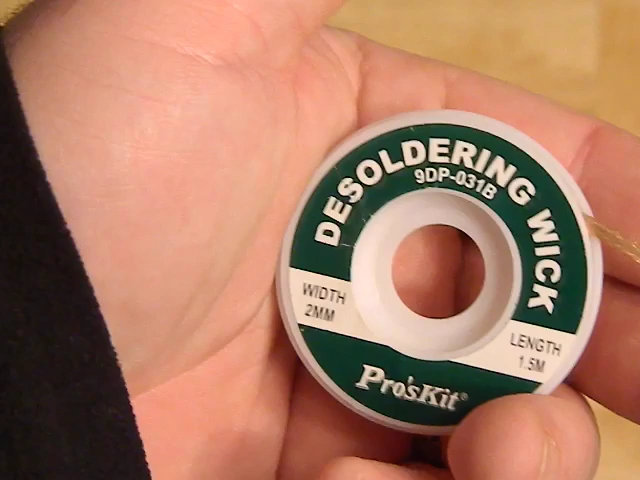 DESOLDERING WICK
9DP-031B
WIDTH
2MM
LENGTH
1.5M
Pro'sKit®